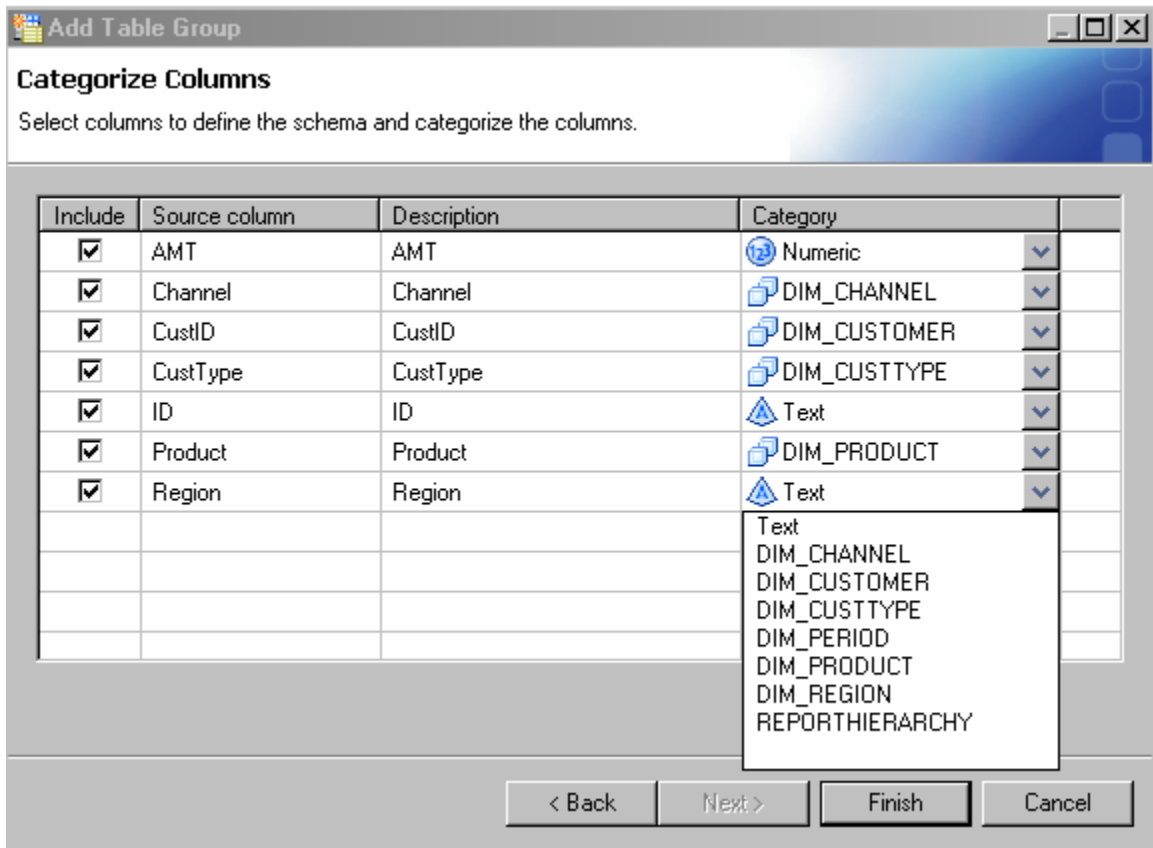 Add Table Group
Categorize Columns
Select columns to define the schema and categorize the columns.
Include Source column Description Category
AMT AMT 123 Numeric
Channel Channel DIM_CHANNEL
CustID CustID DIM_CUSTOMER
CustType CustType DIM_CUSTTYPE
ID ID A Text
Product Product DIM_PRODUCT
Region Region A Text
Text
DIM_CHANNEL
DIM_CUSTOMER
DIM_CUSTTYPE
DIM_PERIOD
DIM_PRODUCT
DIM_REGION
REPORTHIERARCHY
< Back Next > Finish Cancel